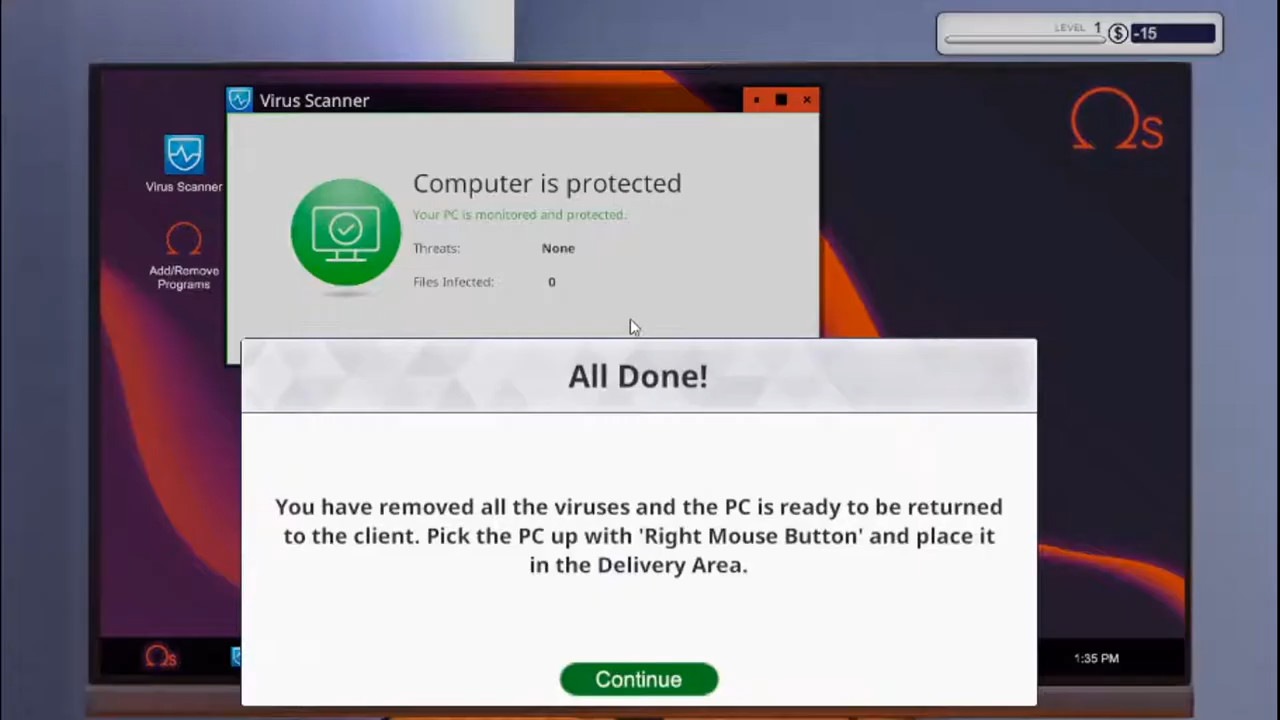 LEVEL 1 $ -15
Virus Scanner
Ωs
Virus Scanner
Computer is protected
Your PC is monitored and protected.
Threats: None
Files Infected: 0
Add/Remove
Programs
All Done!
You have removed all the viruses and the PC is ready to be returned
to the client. Pick the PC up with 'Right Mouse Button' and place it
in the Delivery Area.
Continue
Ωs
1:35 PM